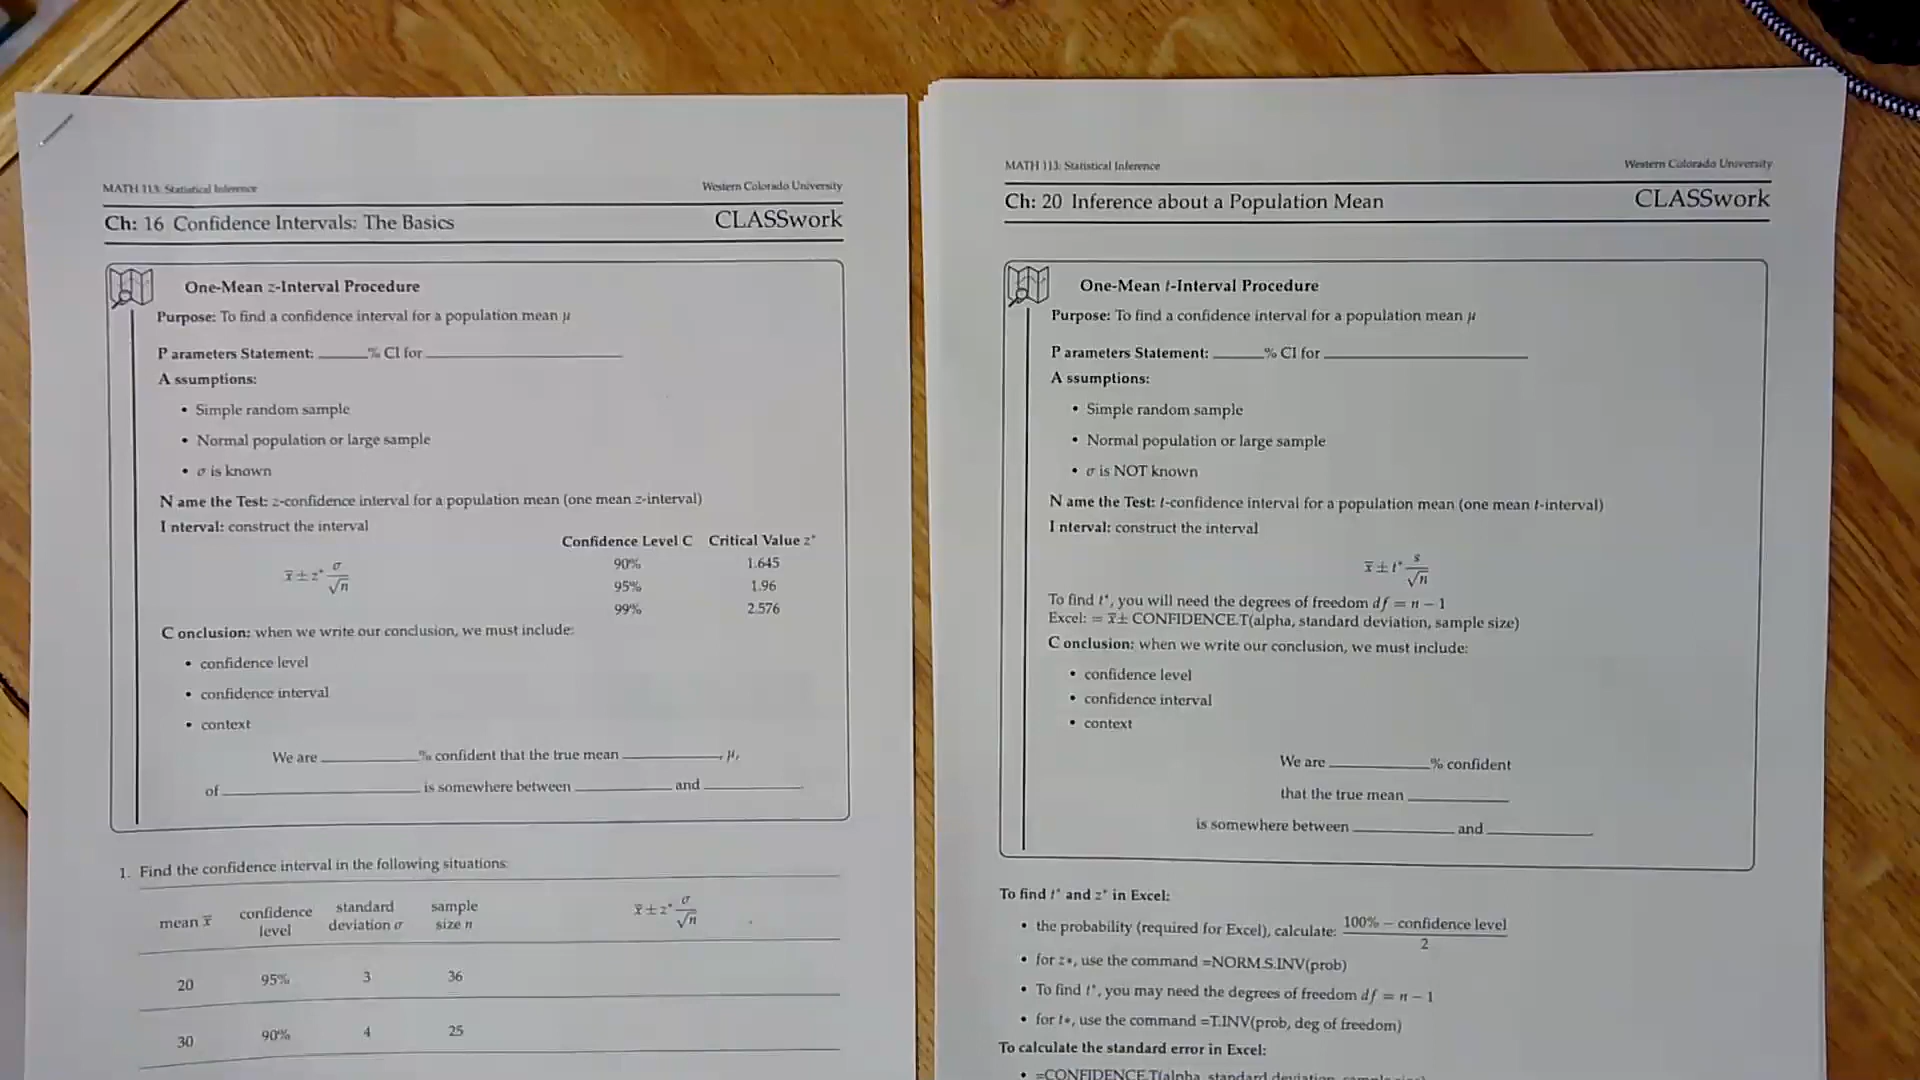 MATH 113: Statistical Inference
Western Colorado University
Ch: 16 Confidence Intervals: The Basics
CLASSwork
One-Mean z-Interval Procedure
Purpose: To find a confidence interval for a population mean μ
P arameters Statement: ______% CI for ______________________
A ssumptions:
• Simple random sample
• Normal population or large sample
• σ is known
N ame the Test: z-confidence interval for a population mean (one mean z-interval)
I nterval: construct the interval
x̄ ± z* σ/√n
Confidence Level C Critical Value z*
90% 1.645
95% 1.96
99% 2.576
C onclusion: when we write our conclusion, we must include:
• confidence level
• confidence interval
• context
We are __________% confident that the true mean __________, μ,
of ____________________ is somewhere between __________ and __________.
1. Find the confidence interval in the following situations:
mean x̄ confidence level standard deviation σ sample size n x̄ ± z* σ/√n
20 95% 3 36
30 90% 4 25
MATH 113: Statistical Inference
Western Colorado University
Ch: 20 Inference about a Population Mean
CLASSwork
One-Mean t-Interval Procedure
Purpose: To find a confidence interval for a population mean μ
P arameters Statement: ______% CI for ______________________
A ssumptions:
• Simple random sample
• Normal population or large sample
• σ is NOT known
N ame the Test: t-confidence interval for a population mean (one mean t-interval)
I nterval: construct the interval
x̄ ± t* s/√n
To find t*, you will need the degrees of freedom df = n − 1
Excel: = x̄± CONFIDENCE.T(alpha, standard deviation, sample size)
C onclusion: when we write our conclusion, we must include:
• confidence level
• confidence interval
• context
We are __________% confident
that the true mean __________
is somewhere between __________ and __________
To find t* and z* in Excel:
• the probability (required for Excel), calculate: (100% − confidence level)/2
• for z*, use the command =NORM.S.INV(prob)
• To find t*, you may need the degrees of freedom df = n − 1
• for t*, use the command =T.INV(prob, deg of freedom)
To calculate the standard error in Excel:
• =CONFIDENCE.T(alpha, standard deviation,